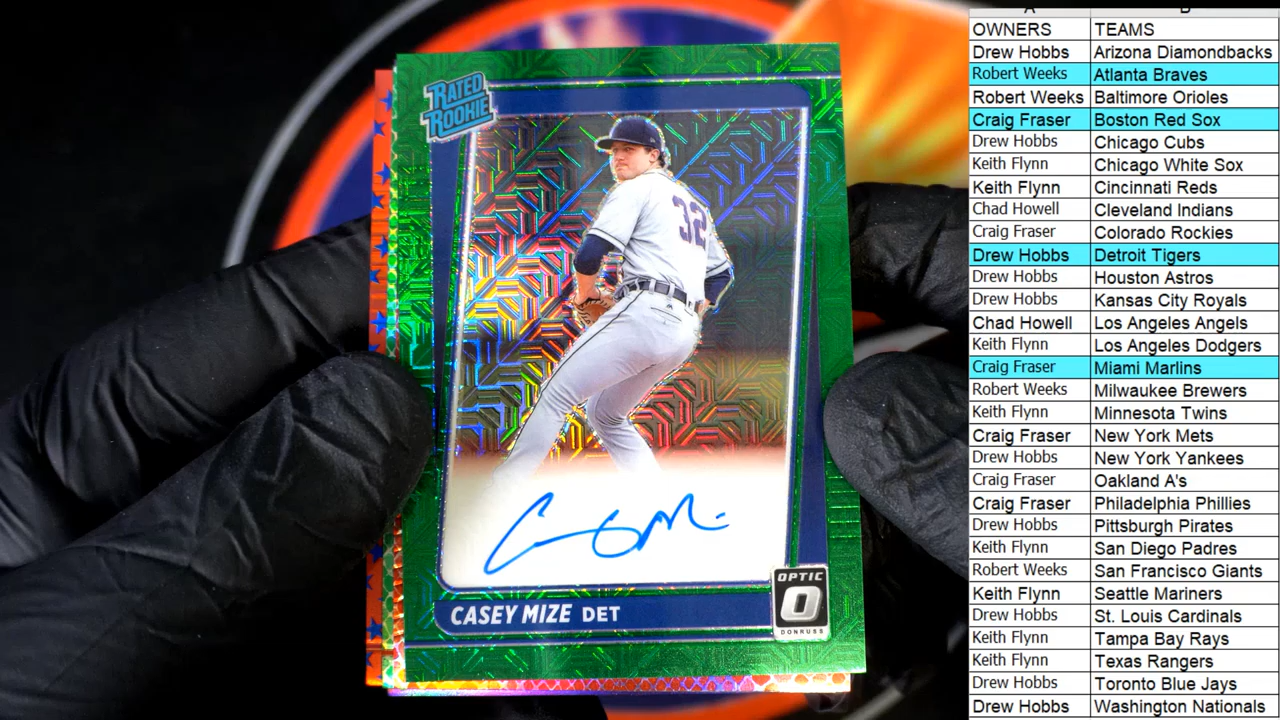 RATED
ROOKIE
32
CASEY MIZE DET
OPTIC
O
DONRUSS
OWNERS TEAMS
Drew Hobbs Arizona Diamondbacks
Robert Weeks Atlanta Braves
Robert Weeks Baltimore Orioles
Craig Fraser Boston Red Sox
Drew Hobbs Chicago Cubs
Keith Flynn Chicago White Sox
Keith Flynn Cincinnati Reds
Chad Howell Cleveland Indians
Craig Fraser Colorado Rockies
Drew Hobbs Detroit Tigers
Drew Hobbs Houston Astros
Drew Hobbs Kansas City Royals
Chad Howell Los Angeles Angels
Keith Flynn Los Angeles Dodgers
Craig Fraser Miami Marlins
Robert Weeks Milwaukee Brewers
Keith Flynn Minnesota Twins
Craig Fraser New York Mets
Drew Hobbs New York Yankees
Craig Fraser Oakland A's
Craig Fraser Philadelphia Phillies
Drew Hobbs Pittsburgh Pirates
Keith Flynn San Diego Padres
Robert Weeks San Francisco Giants
Keith Flynn Seattle Mariners
Drew Hobbs St. Louis Cardinals
Keith Flynn Tampa Bay Rays
Keith Flynn Texas Rangers
Drew Hobbs Toronto Blue Jays
Drew Hobbs Washington Nationals